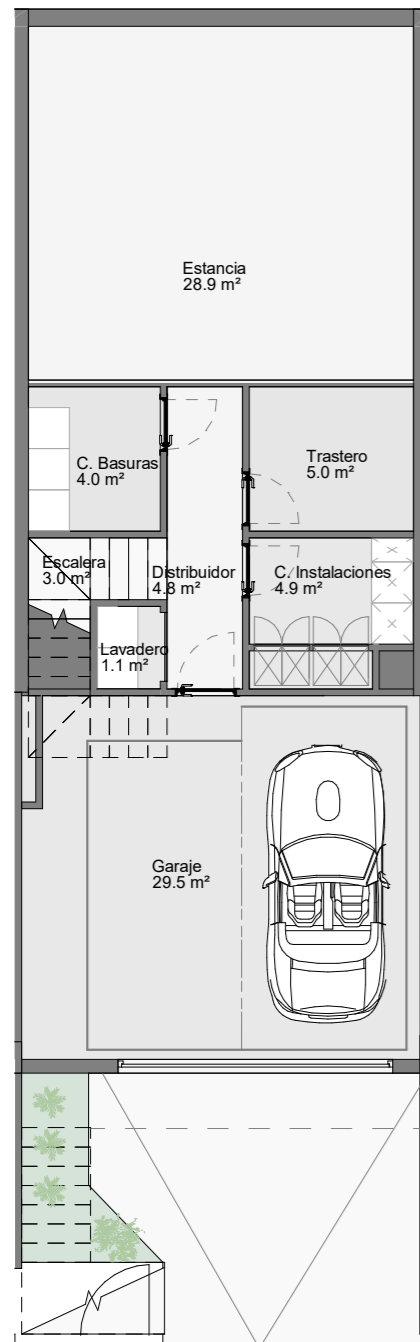 Estancia
28.9 m²
C. Basuras
4.0 m²
Trastero
5.0 m²
Escalera
3.0 m²
Distribuidor
4.8 m²
C. Instalaciones
4.9 m²
Lavadero
1.1 m²
Garaje
29.5 m²